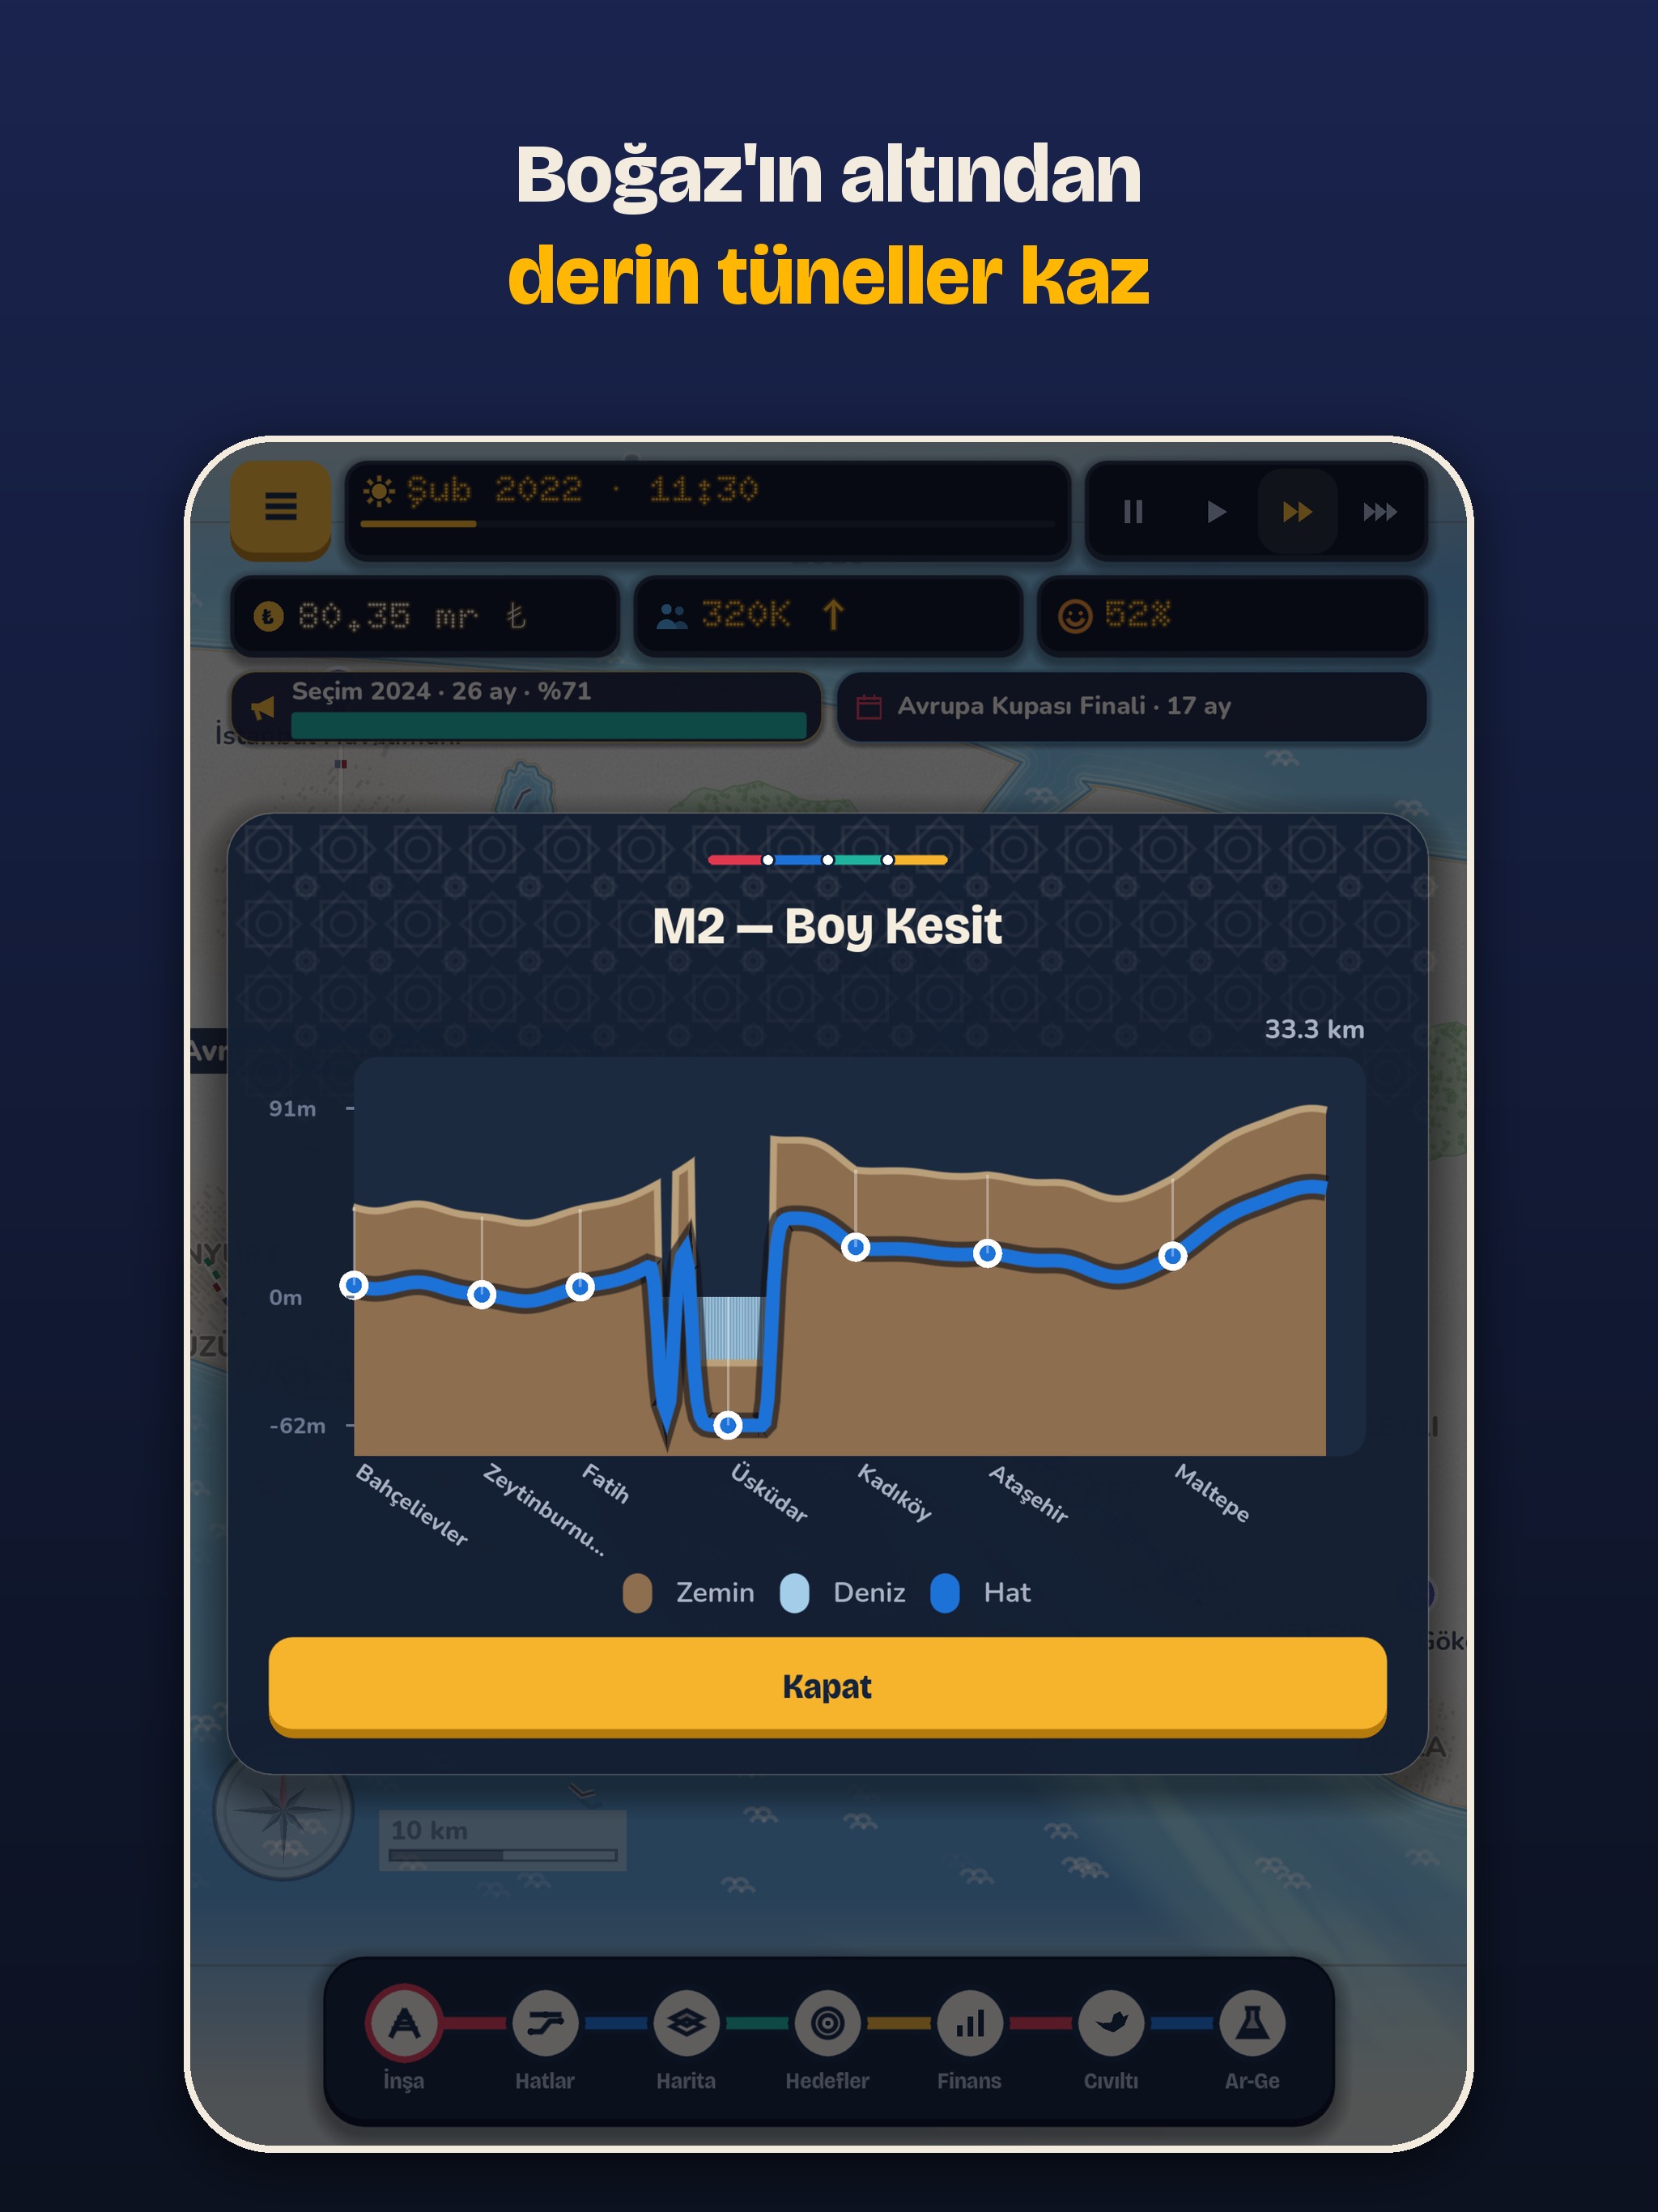 Boğaz'ın altından
derin tüneller kaz
Şub 2022 · 11:30
80.35 mr ₺
320K ↑
52%
Seçim 2024 · 26 ay · %71
Avrupa Kupası Finali · 17 ay
M2 — Boy Kesit
33.3 km
91m
0m
-62m
Bahçelievler
Zeytinburnu...
Fatih
Üsküdar
Kadıköy
Ataşehir
Maltepe
Zemin
Deniz
Hat
Kapat
10 km
İnşa
Hatlar
Harita
Hedefler
Finans
Cıvıltı
Ar-Ge